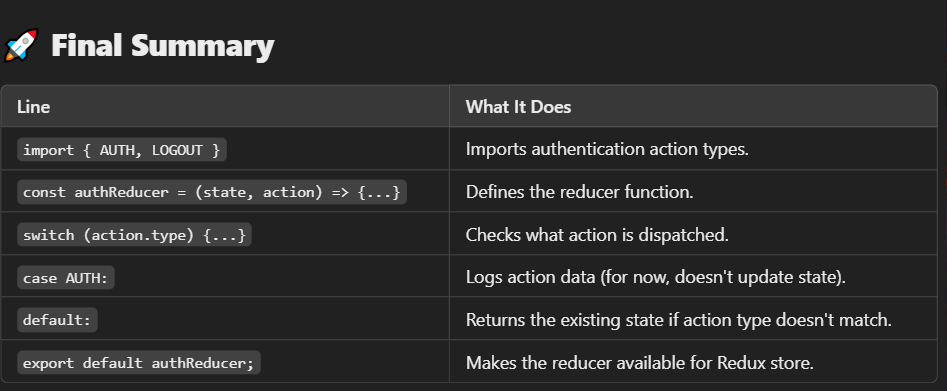 🚀 Final Summary
Line What It Does
import { AUTH, LOGOUT } Imports authentication action types.
const authReducer = (state, action) => {...} Defines the reducer function.
switch (action.type) {...} Checks what action is dispatched.
case AUTH: Logs action data (for now, doesn't update state).
default: Returns the existing state if action type doesn't match.
export default authReducer; Makes the reducer available for Redux store.